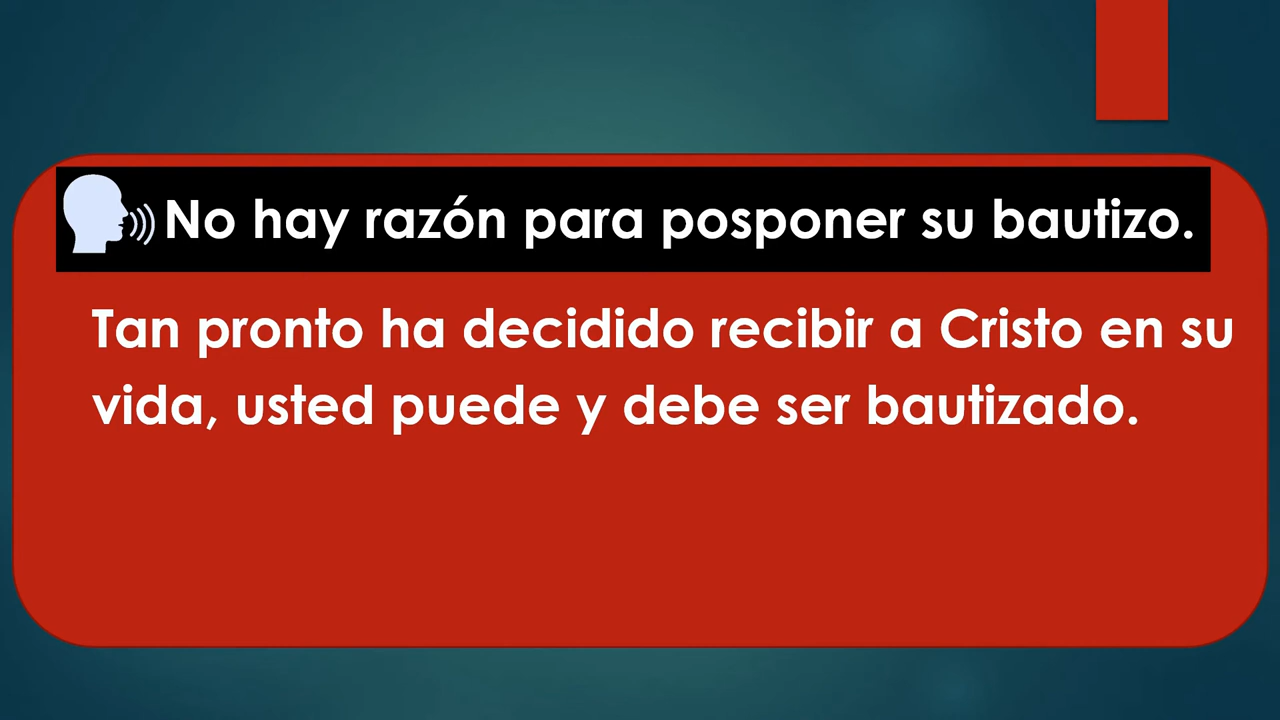 No hay razón para posponer su bautizo.
Tan pronto ha decidido recibir a Cristo en su
vida, usted puede y debe ser bautizado.